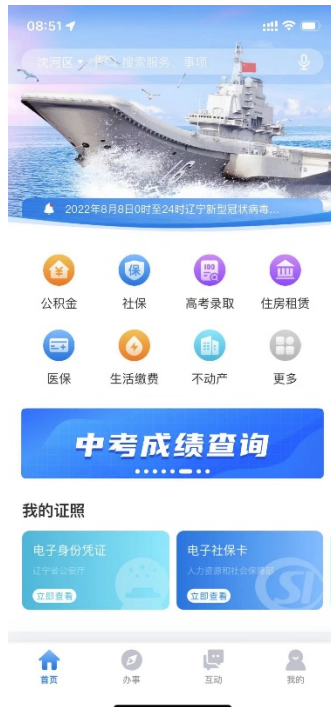 08:51
沈河区 搜索服务、事项
2022年8月8日0时至24时辽宁新型冠状病毒...
公积金 社保 高考录取 住房租赁
医保 生活缴费 不动产 更多
中考成绩查询
我的证照
电子身份凭证 电子社保卡
辽宁省公安厅 人力资源和社会保障部
立即查看 立即查看
首页 办事 互动 我的